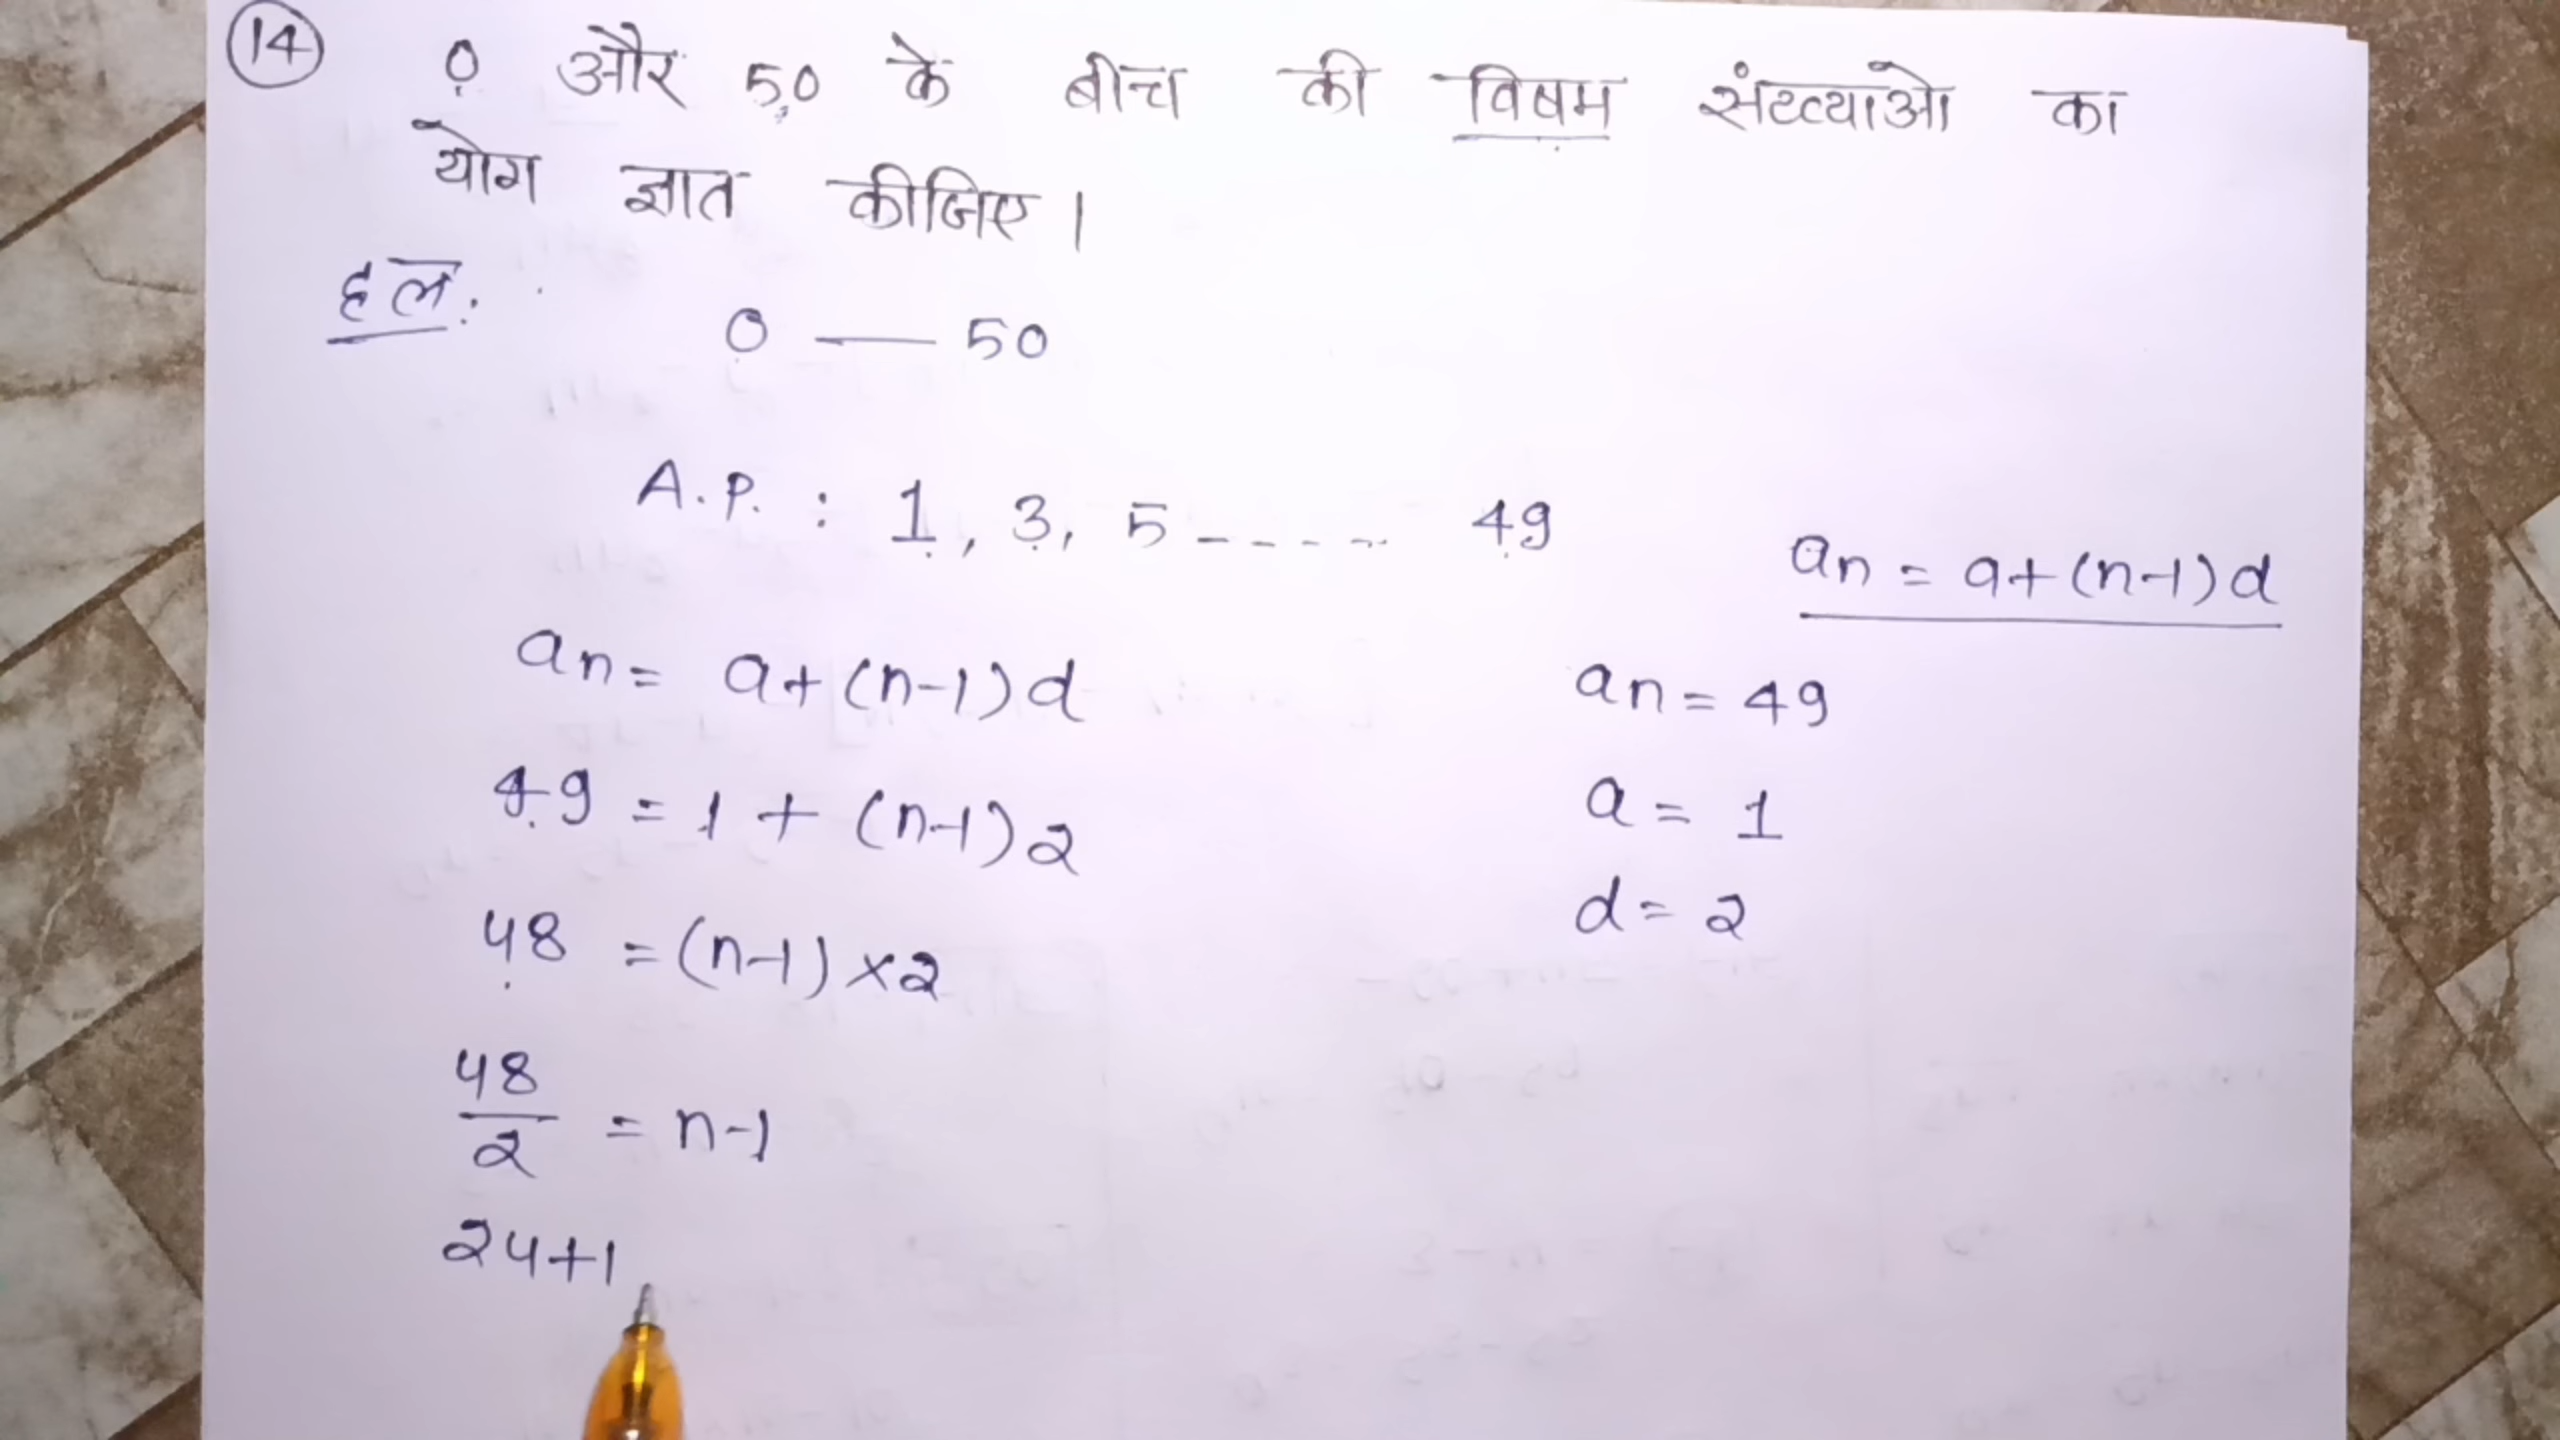 14 0 और 50 के बीच की विषम संख्याओ का
योग ज्ञात कीजिए।
हल.
0 — 50
A.P. : 1, 3, 5 ----- 49
an = a+(n-1)d
an = a+(n-1)d
an = 49
49 = 1 + (n-1)2
a = 1
48 = (n-1)×2
d = 2
48/2 = n-1
24+1